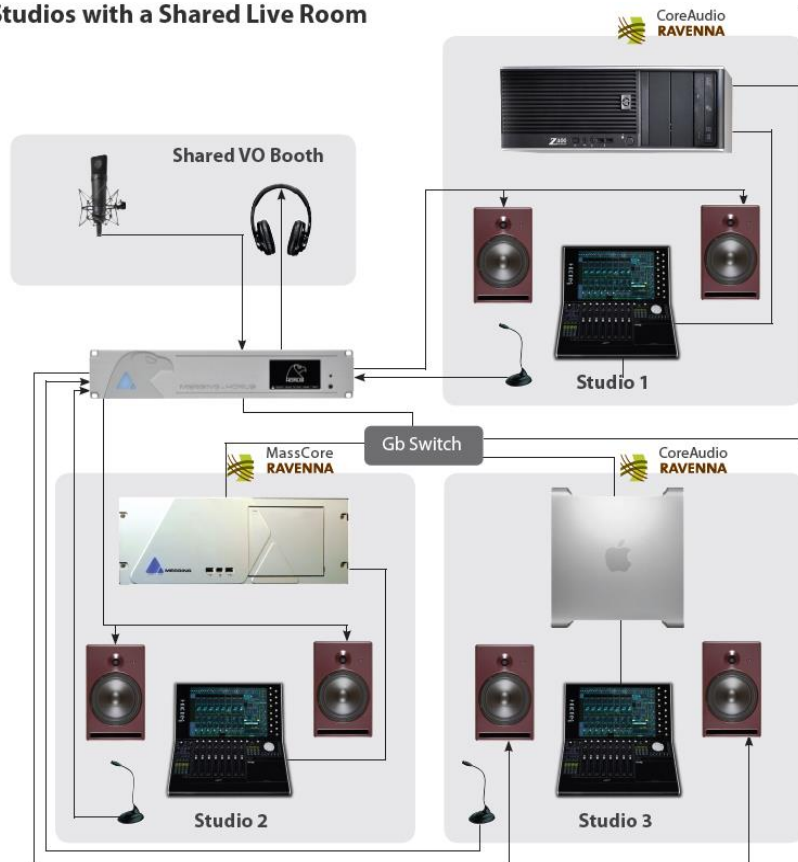 Studios with a Shared Live Room
CoreAudio
RAVENNA
Shared VO Booth
Studio 1
Gb Switch
MassCore
RAVENNA
CoreAudio
RAVENNA
MERGING
Studio 2
Studio 3